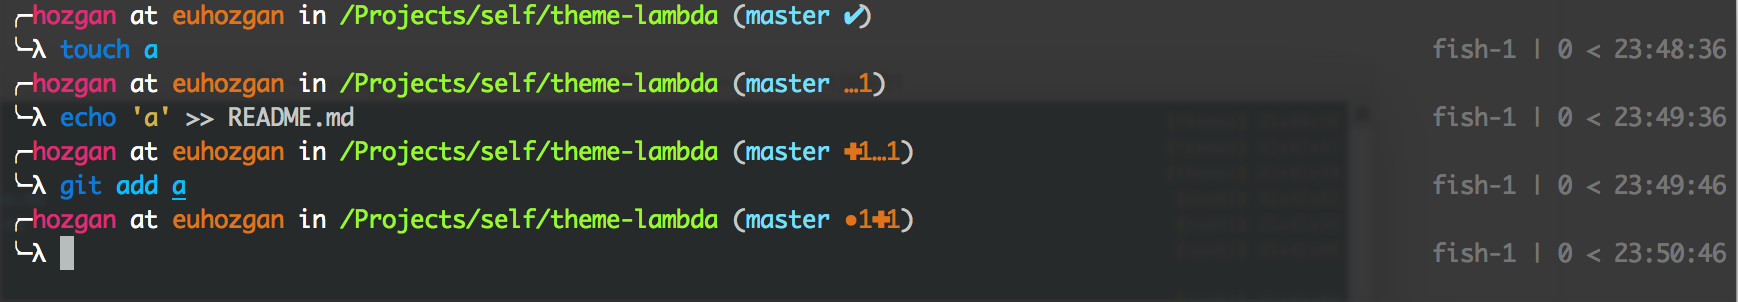 ╭─hozgan at euhozgan in /Projects/self/theme-lambda (master ✔)
╰─λ touch a fish-1 | 0 < 23:48:36
╭─hozgan at euhozgan in /Projects/self/theme-lambda (master …1)
╰─λ echo 'a' >> README.md fish-1 | 0 < 23:49:36
╭─hozgan at euhozgan in /Projects/self/theme-lambda (master ✚1…1)
╰─λ git add a fish-1 | 0 < 23:49:46
╭─hozgan at euhozgan in /Projects/self/theme-lambda (master ●1✚1)
╰─λ fish-1 | 0 < 23:50:46